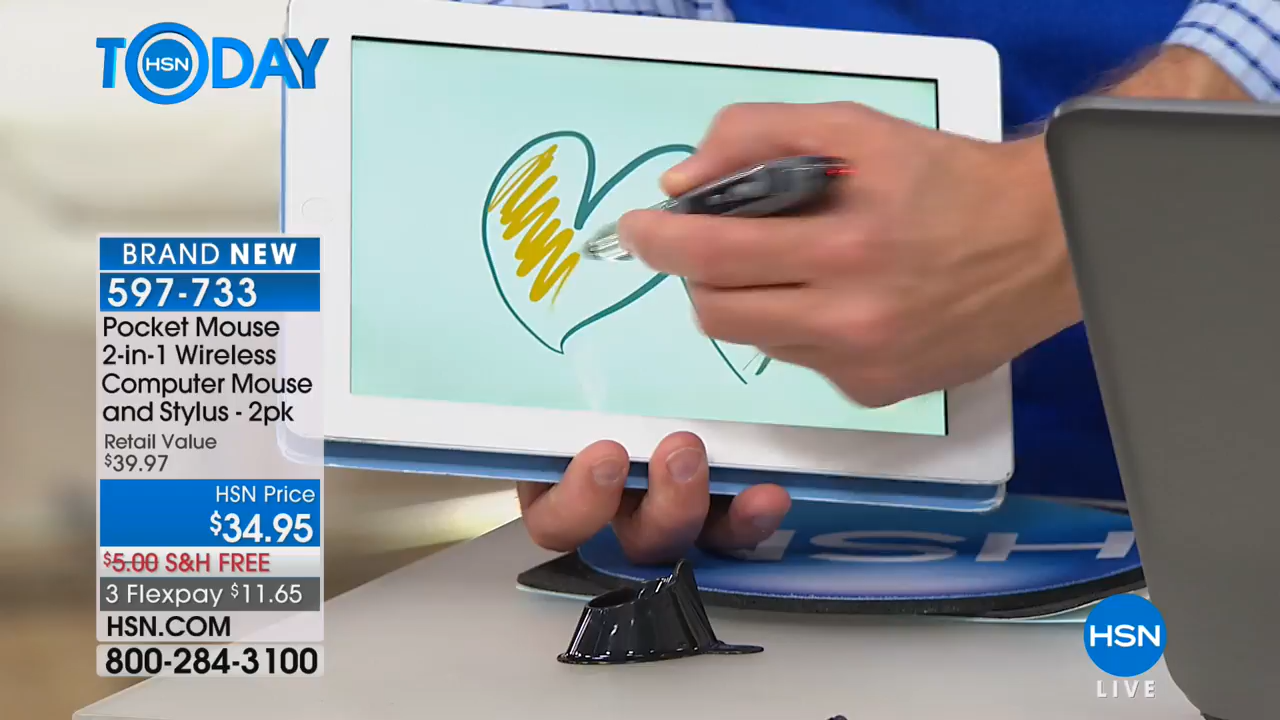 TODAY
HSN
BRAND NEW
597-733
Pocket Mouse
2-in-1 Wireless
Computer Mouse
and Stylus - 2pk
Retail Value
$39.97
HSN Price
$34.95
$5.00 S&H FREE
3 Flexpay $11.65
HSN.COM
800-284-3100
HSN
HSN
LIVE